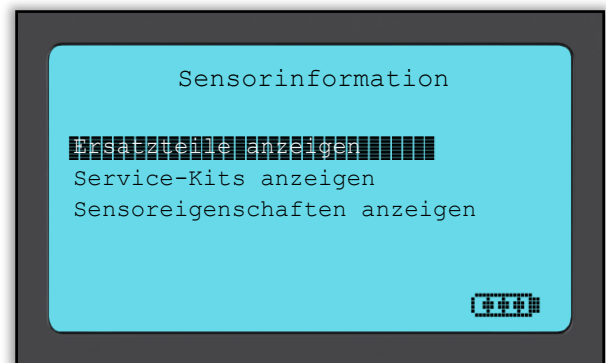 Sensorinformation
Ersatzteile anzeigen
Service-Kits anzeigen
Sensoreigenschaften anzeigen